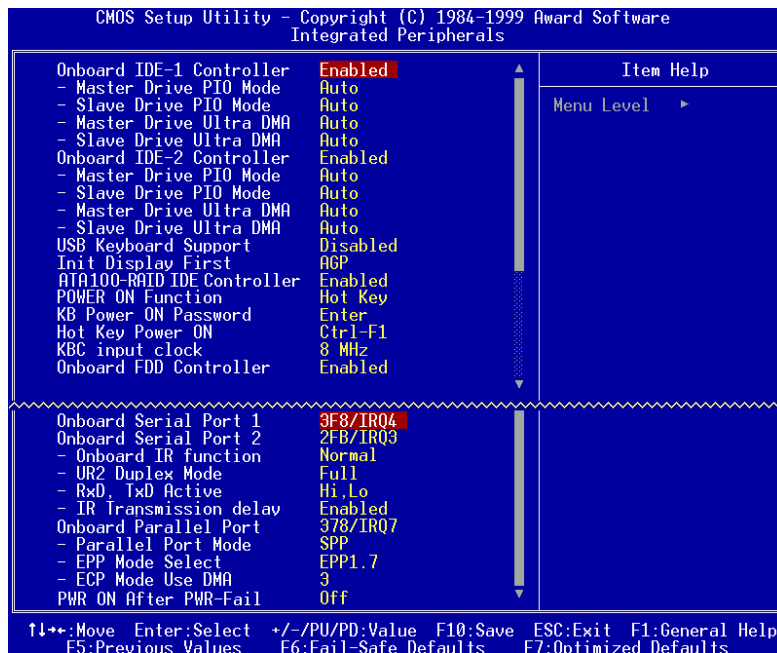 CMOS Setup Utility – Copyright (C) 1984-1999 Award Software
Integrated Peripherals
Onboard IDE-1 Controller Enabled
- Master Drive PIO Mode Auto
- Slave Drive PIO Mode Auto
- Master Drive Ultra DMA Auto
- Slave Drive Ultra DMA Auto
Onboard IDE-2 Controller Enabled
- Master Drive PIO Mode Auto
- Slave Drive PIO Mode Auto
- Master Drive Ultra DMA Auto
- Slave Drive Ultra DMA Auto
USB Keyboard Support Disabled
Init Display First AGP
ATA100-RAID IDE Controller Enabled
POWER ON Function Hot Key
KB Power ON Password Enter
Hot Key Power ON Ctrl-F1
KBC input clock 8 MHz
Onboard FDD Controller Enabled
Item Help
Menu Level ►
Onboard Serial Port 1 3F8/IRQ4
Onboard Serial Port 2 2FB/IRQ3
- Onboard IR function Normal
- UR2 Duplex Mode Full
- RxD, TxD Active Hi,Lo
- IR Transmission delay Enabled
Onboard Parallel Port 378/IRQ7
- Parallel Port Mode SPP
- EPP Mode Select EPP1.7
- ECP Mode Use DMA 3
PWR ON After PWR-Fail Off
↑↓→←:Move Enter:Select +/-/PU/PD:Value F10:Save ESC:Exit F1:General Help
F5:Previous Values F6:Fail-Safe Defaults F7:Optimized Defaults